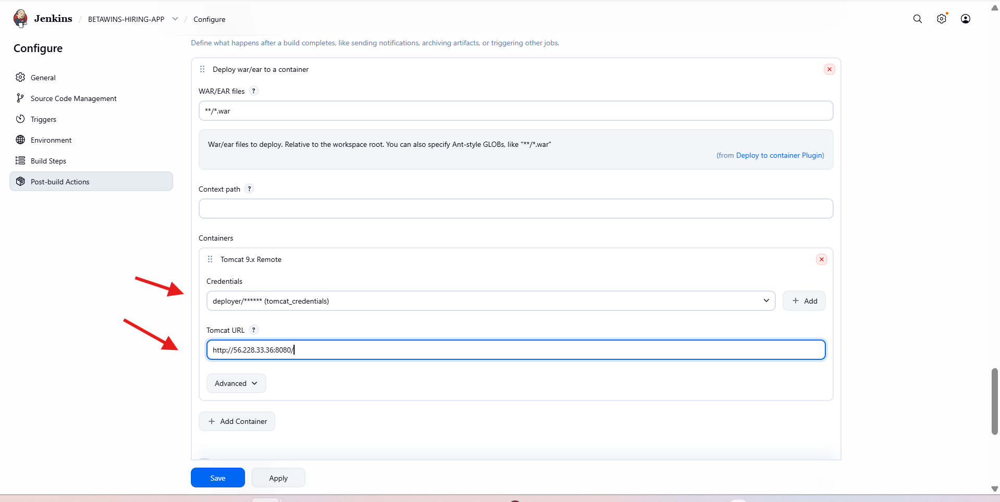 Jenkins / BETAWINS-HIRING-APP / Configure
Configure
General
Source Code Management
Triggers
Environment
Build Steps
Post-build Actions
Define what happens after a build completes, like sending notifications, archiving artifacts, or triggering other jobs.
Deploy war/ear to a container
WAR/EAR files ?
**/*.war
War/ear files to deploy. Relative to the workspace root. You can also specify Ant-style GLOBs, like "**/*.war"
(from Deploy to container Plugin)
Context path ?
Containers
Tomcat 9.x Remote
Credentials
deployer/****** (tomcat_credentials)
+ Add
Tomcat URL ?
http://56.228.33.36:8080/
Advanced
+ Add Container
Save
Apply